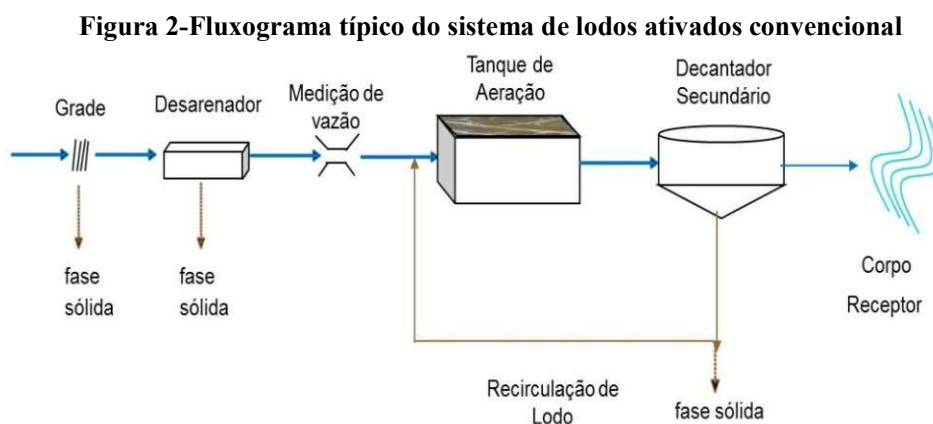 Figura 2-Fluxograma típico do sistema de lodos ativados convencional
Grade
Desarenador
Medição de
vazão
Tanque de
Aeração
Decantador
Secundário
fase
sólida
fase
sólida
Corpo
Receptor
Recirculação de
Lodo
fase sólida